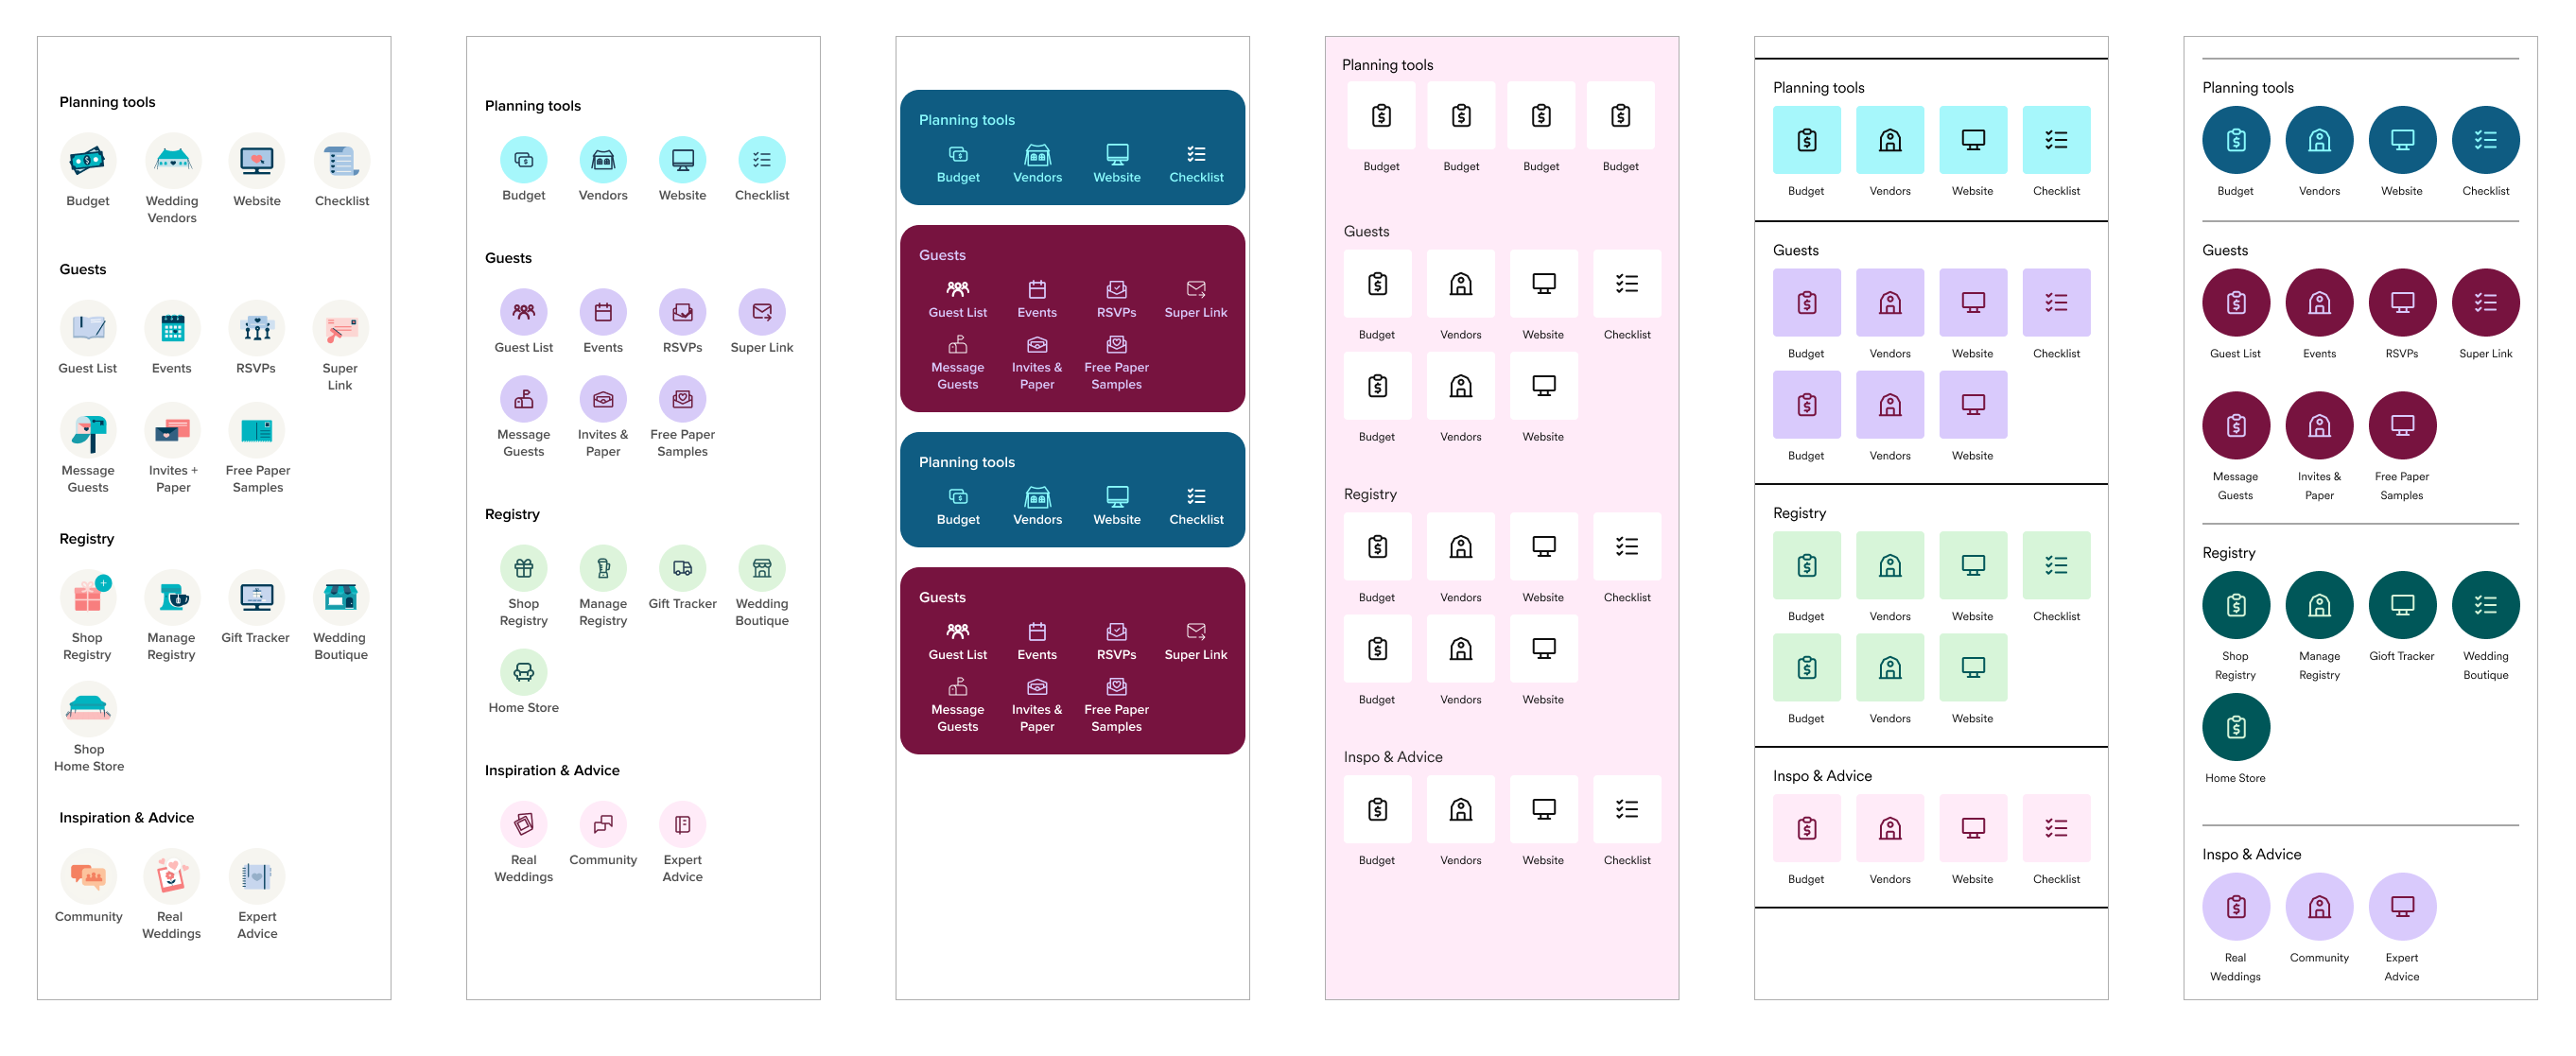 Planning tools
Budget
Wedding
Vendors
Website
Checklist
Guests
Guest List
Events
RSVPs
Super
Link
Message
Guests
Invites +
Paper
Free Paper
Samples
Registry
Shop
Registry
Manage
Registry
Gift Tracker
Wedding
Boutique
Shop
Home Store
Inspiration & Advice
Community
Real
Weddings
Expert
Advice
Planning tools
Budget
Vendors
Website
Checklist
Guests
Guest List
Events
RSVPs
Super Link
Message
Guests
Invites &
Paper
Free Paper
Samples
Registry
Shop
Registry
Manage
Registry
Gift Tracker
Wedding
Boutique
Home Store
Inspiration & Advice
Real
Weddings
Community
Expert
Advice
Planning tools
Budget
Vendors
Website
Checklist
Guests
Guest List
Events
RSVPs
Super Link
Message
Guests
Invites &
Paper
Free Paper
Samples
Planning tools
Budget
Vendors
Website
Checklist
Guests
Guest List
Events
RSVPs
Super Link
Message
Guests
Invites &
Paper
Free Paper
Samples
Planning tools
Budget
Budget
Budget
Budget
Guests
Budget
Vendors
Website
Checklist
Budget
Vendors
Website
Registry
Budget
Vendors
Website
Checklist
Budget
Vendors
Website
Inspo & Advice
Budget
Vendors
Website
Checklist
Planning tools
Budget
Vendors
Website
Checklist
Guests
Budget
Vendors
Website
Checklist
Budget
Vendors
Website
Registry
Budget
Vendors
Website
Checklist
Budget
Vendors
Website
Inspo & Advice
Budget
Vendors
Website
Checklist
Planning tools
Budget
Vendors
Website
Checklist
Guests
Guest List
Events
RSVPs
Super Link
Message
Guests
Invites &
Paper
Free Paper
Samples
Registry
Shop
Registry
Manage
Registry
Gioft Tracker
Wedding
Boutique
Home Store
Inspo & Advice
Real
Weddings
Community
Expert
Advice